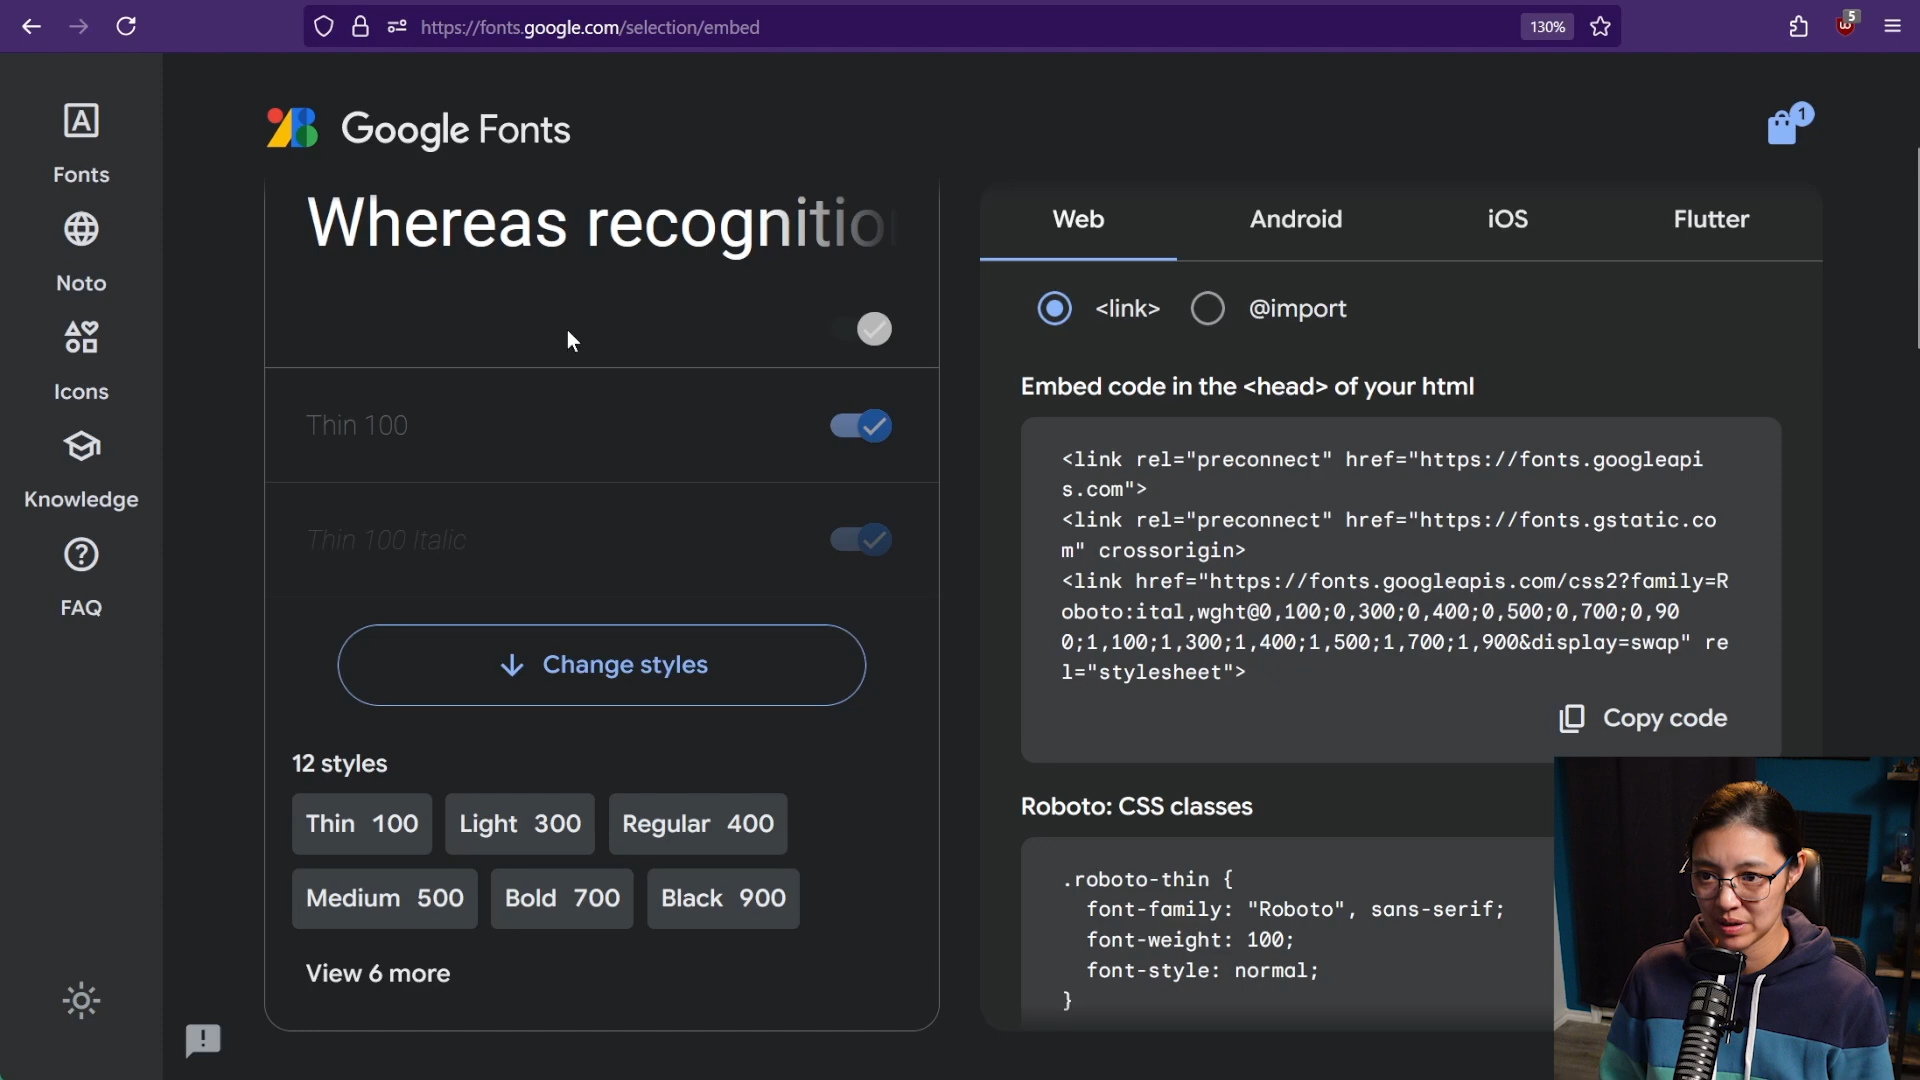 https://fonts.google.com/selection/embed
130%
5
A
Fonts
Noto
Icons
Knowledge
FAQ
Google Fonts
1
Whereas recognitio
Thin 100
Thin 100 Italic
Change styles
12 styles
Thin 100
Light 300
Regular 400
Medium 500
Bold 700
Black 900
View 6 more
Web
Android
iOS
Flutter
<link>
@import
Embed code in the <head> of your html
<link rel="preconnect" href="https://fonts.googleapi
s.com">
<link rel="preconnect" href="https://fonts.gstatic.co
m" crossorigin>
<link href="https://fonts.googleapis.com/css2?family=R
oboto:ital,wght@0,100;0,300;0,400;0,500;0,700;0,90
0;1,100;1,300;1,400;1,500;1,700;1,900&display=swap" re
l="stylesheet">
Copy code
Roboto: CSS classes
.roboto-thin {
font-family: "Roboto", sans-serif;
font-weight: 100;
font-style: normal;
}